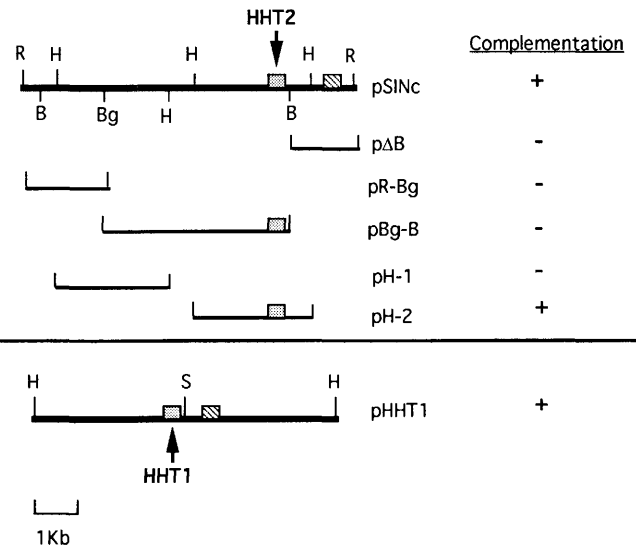 HHT2
Complementation
R H H H R
pSINc +
B Bg H B
pΔB -
pR-Bg -
pBg-B -
pH-1 -
pH-2 +
H S H
pHHT1 +
HHT1
1Kb